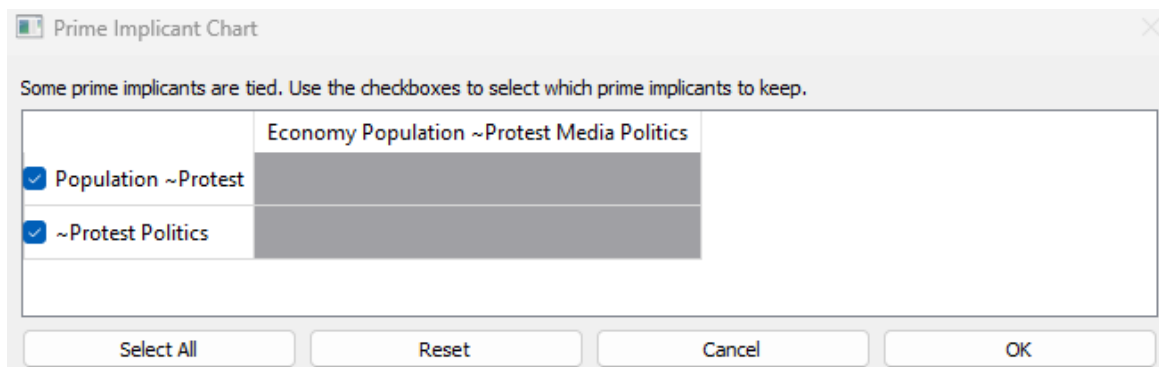 Prime Implicant Chart
Some prime implicants are tied. Use the checkboxes to select which prime implicants to keep.
Economy Population ~Protest Media Politics
Population ~Protest
~Protest Politics
Select All Reset Cancel OK